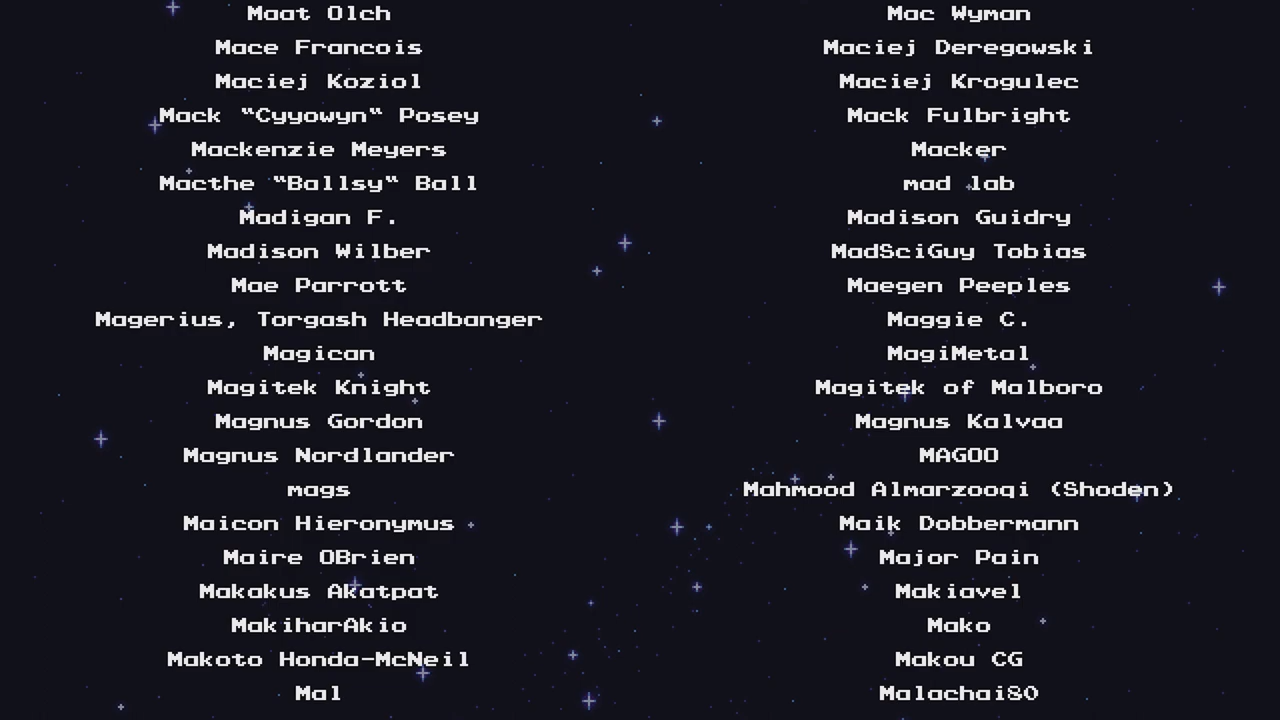 Maat Olch
Mac Wyman
Mace Francois
Maciej Deregowski
Maciej Koziol
Maciej Krogulec
Mack "Cyyowyn" Posey
Mack Fulbright
Mackenzie Meyers
Macker
Macthe "Ballsy" Ball
mad lab
Madigan F.
Madison Guidry
Madison Wilber
MadSciGuy Tobias
Mae Parrott
Maegen Peeples
Magerius, Torgash Headbanger
Maggie C.
Magican
MagiMetal
Magitek Knight
Magitek of Malboro
Magnus Gordon
Magnus Kalvaa
Magnus Nordlander
MAGOO
mags
Mahmood Almarzooqi (Shoden)
Maicon Hieronymus
Maik Dobbermann
Maire OBrien
Major Pain
Makakus Akatpat
Makiavel
MakiharAkio
Mako
Makoto Honda-McNeil
Makou CG
Mal
Malachai80